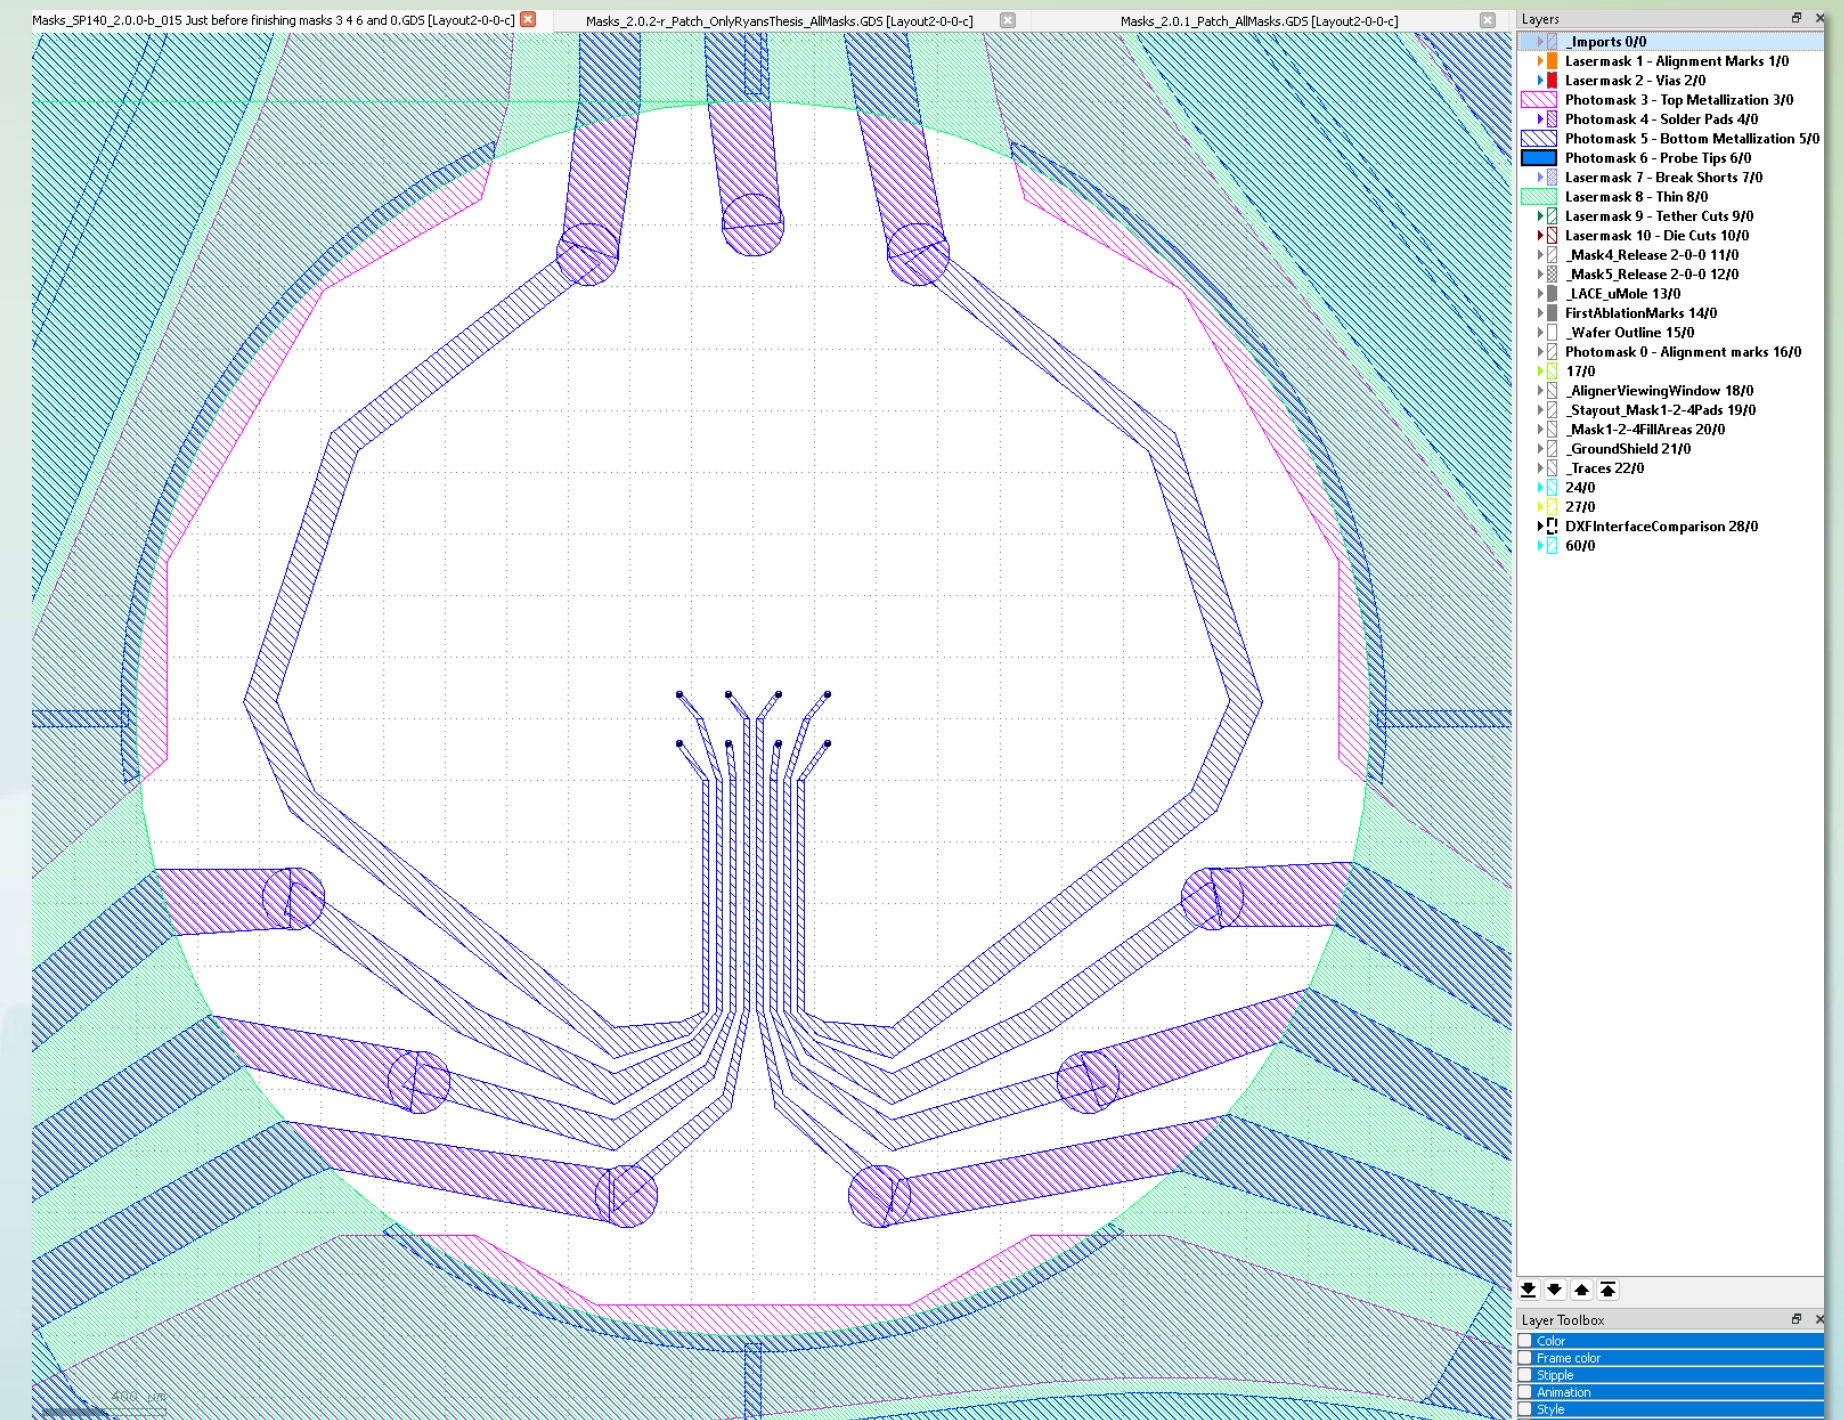 Masks_SP140_2.0.0-b_015 Just before finishing masks 3 4 6 and 0.GDS [Layout2-0-0-c]
Masks_2.0.2-r_Patch_OnlyRyansThesis_AllMasks.GDS [Layout2-0-0-c]
Masks_2.0.1_Patch_AllMasks.GDS [Layout2-0-0-c]
Layers
_Imports 0/0
Lasermask 1 - Alignment Marks 1/0
Lasermask 2 - Vias 2/0
Photomask 3 - Top Metallization 3/0
Photomask 4 - Solder Pads 4/0
Photomask 5 - Bottom Metallization 5/0
Photomask 6 - Probe Tips 6/0
Lasermask 7 - Break Shorts 7/0
Lasermask 8 - Thin 8/0
Lasermask 9 - Tether Cuts 9/0
Lasermask 10 - Die Cuts 10/0
_Mask4_Release 2-0-0 11/0
_Mask5_Release 2-0-0 12/0
_LACE_uMole 13/0
FirstAblationMarks 14/0
_Wafer Outline 15/0
Photomask 0 - Alignment marks 16/0
17/0
_AlignerViewingWindow 18/0
_Stayout_Mask1-2-4Pads 19/0
_Mask1-2-4FillAreas 20/0
_GroundShield 21/0
_Traces 22/0
24/0
27/0
DXFInterfaceComparison 28/0
60/0
400 µm
Layer Toolbox
Color
Frame color
Stipple
Animation
Style